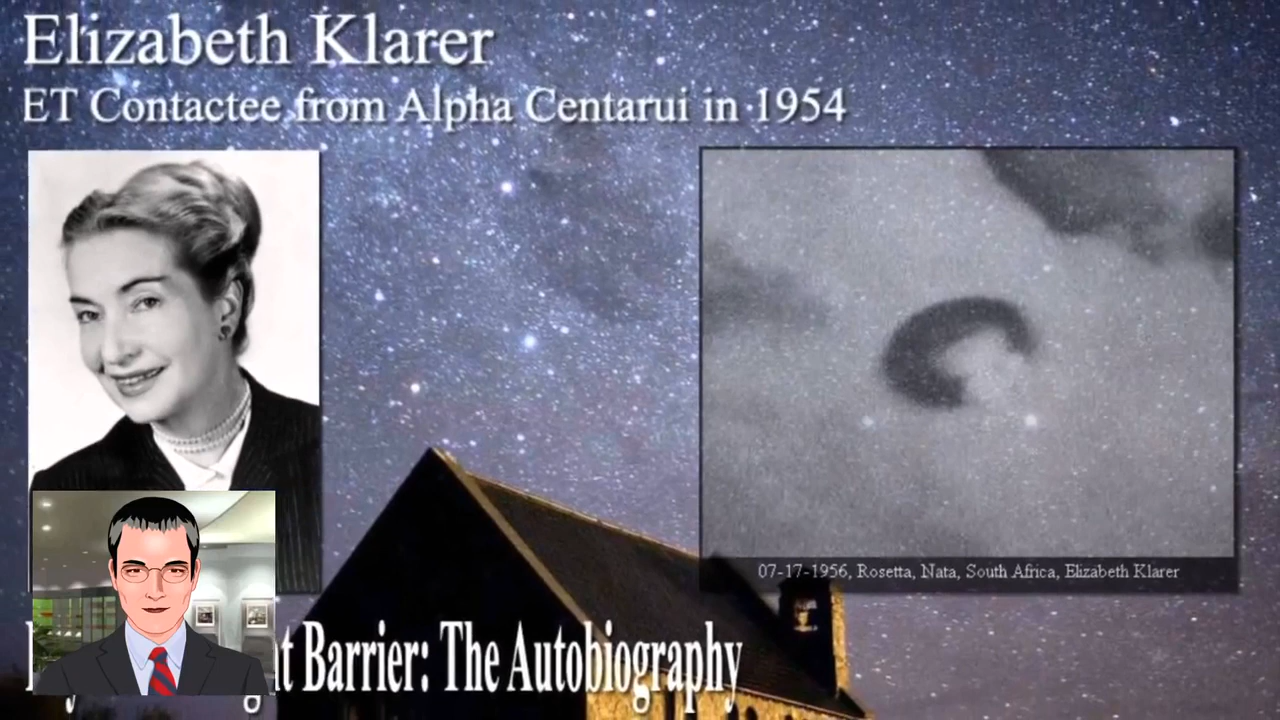 Elizabeth Klarer
ET Contactee from Alpha Centarui in 1954
07-17-1956, Rosetta, Nata, South Africa, Elizabeth Klarer
Barrier: The Autobiography